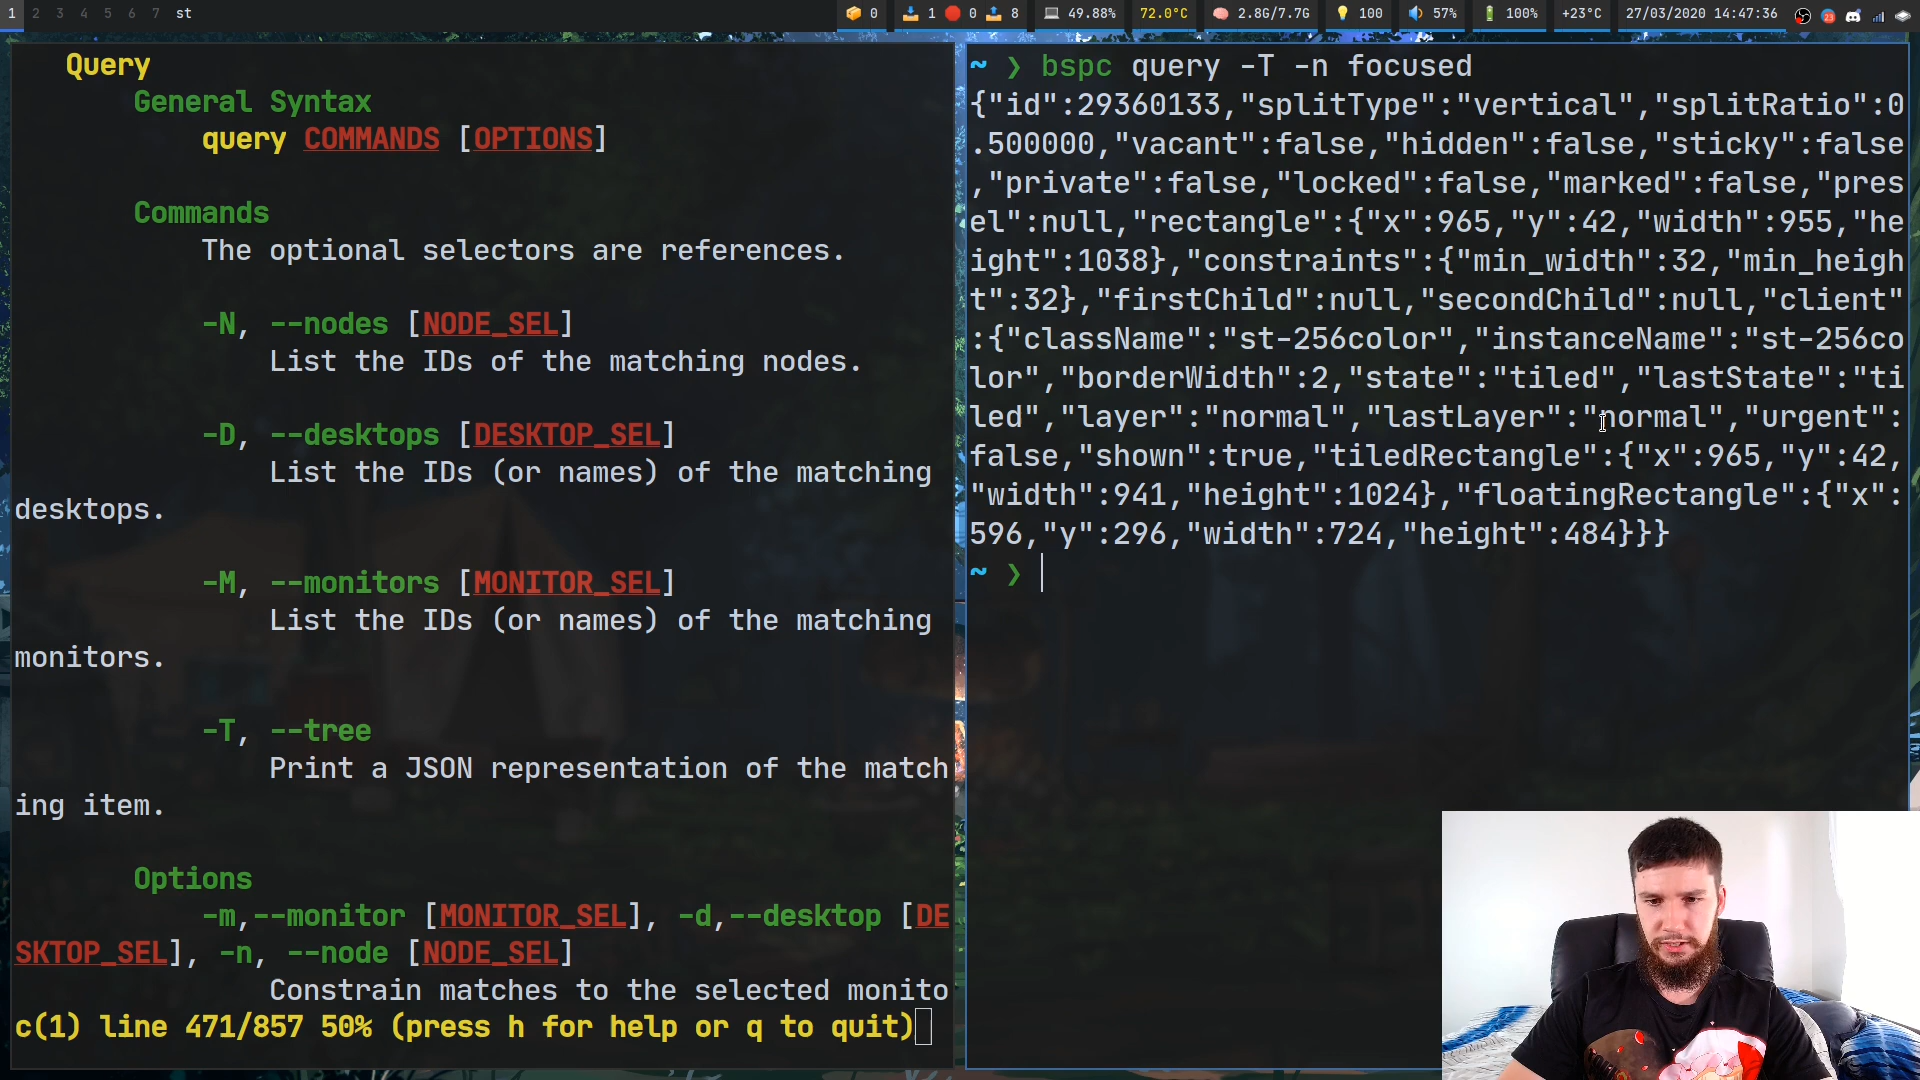 1 2 3 4 5 6 7 st 0 1 0 8 49.88% 72.0°C 2.8G/7.7G 100 57% 100% +23°C 27/03/2020 14:47:36 23
Query
General Syntax
query COMMANDS [OPTIONS]
Commands
The optional selectors are references.
-N, --nodes [NODE_SEL]
List the IDs of the matching nodes.
-D, --desktops [DESKTOP_SEL]
List the IDs (or names) of the matching
desktops.
-M, --monitors [MONITOR_SEL]
List the IDs (or names) of the matching
monitors.
-T, --tree
Print a JSON representation of the match
ing item.
Options
-m,--monitor [MONITOR_SEL], -d,--desktop [DE
SKTOP_SEL], -n, --node [NODE_SEL]
Constrain matches to the selected monito
c(1) line 471/857 50% (press h for help or q to quit)
~ ❯ bspc query -T -n focused
{"id":29360133,"splitType":"vertical","splitRatio":0
.500000,"vacant":false,"hidden":false,"sticky":false
,"private":false,"locked":false,"marked":false,"pres
el":null,"rectangle":{"x":965,"y":42,"width":955,"he
ight":1038},"constraints":{"min_width":32,"min_heigh
t":32},"firstChild":null,"secondChild":null,"client"
:{"className":"st-256color","instanceName":"st-256co
lor","borderWidth":2,"state":"tiled","lastState":"ti
led","layer":"normal","lastLayer":"normal","urgent":
false,"shown":true,"tiledRectangle":{"x":965,"y":42,
"width":941,"height":1024},"floatingRectangle":{"x":
596,"y":296,"width":724,"height":484}}}
~ ❯